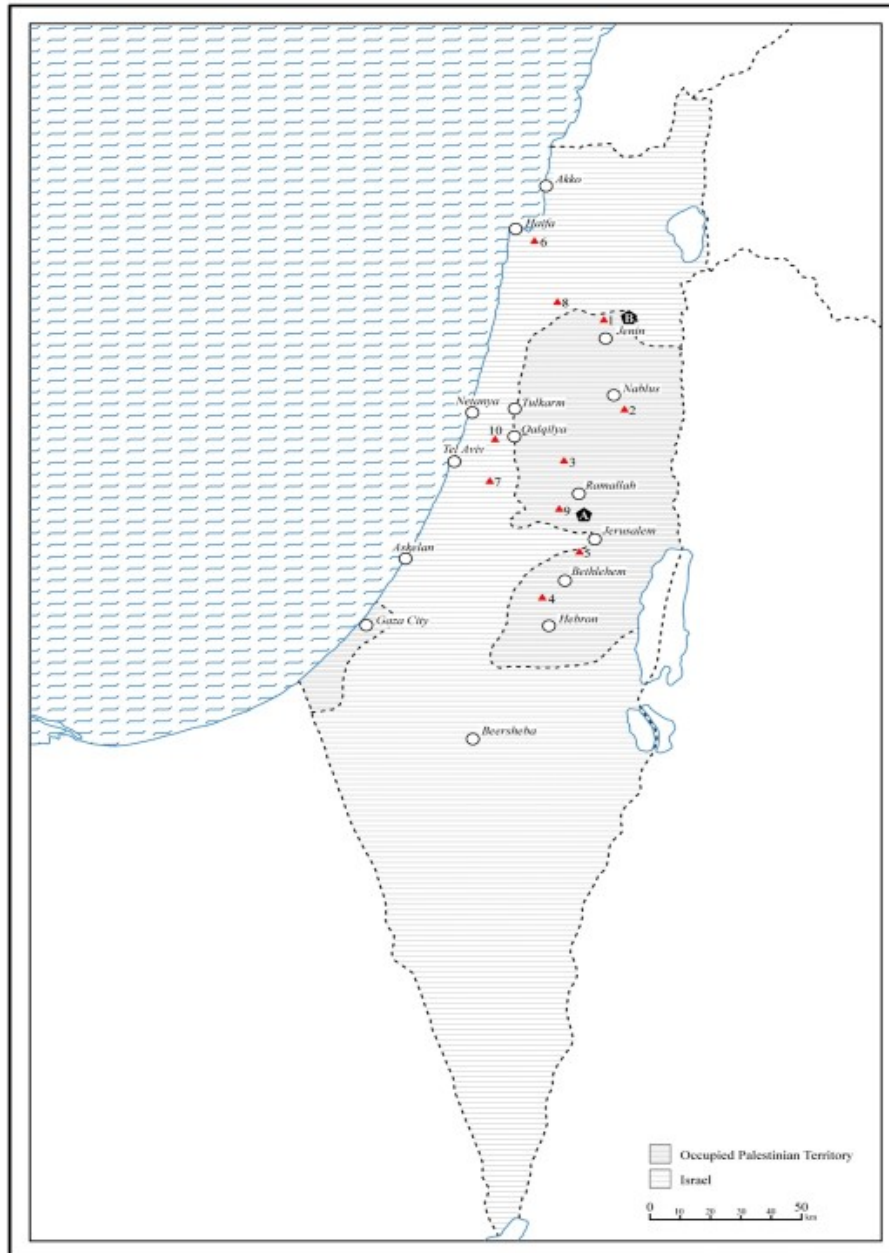 Akko
Haifa
6
8
1
B
Jenin
Nablus
2
Netanya
Tulkarm
10
Qalqilya
Tel Aviv
3
7
Ramallah
9
A
Jerusalem
5
Askelan
Bethlehem
4
Gaza City
Hebron
Beersheba
Occupied Palestinian Territory
Israel
0 10 20 30 40 50
km